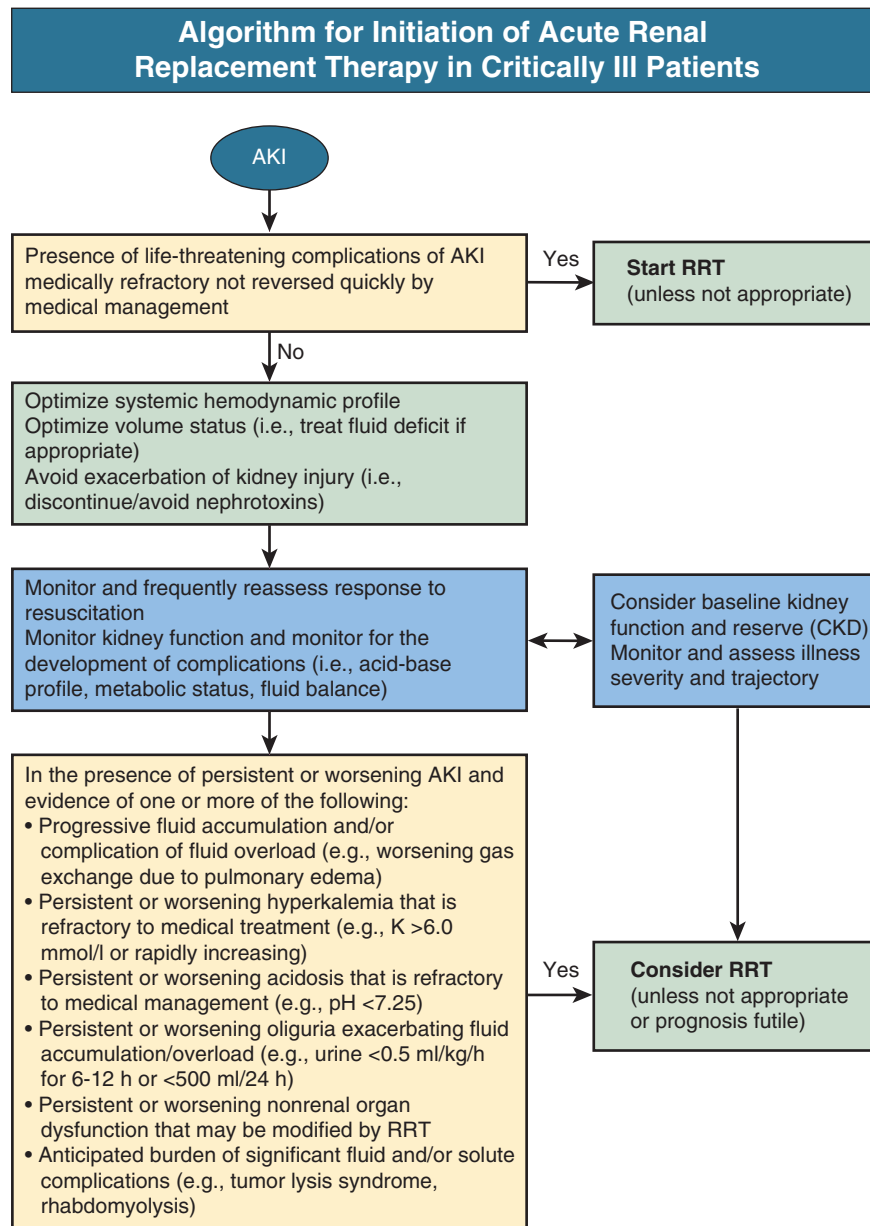 Algorithm for Initiation of Acute Renal
Replacement Therapy in Critically Ill Patients
AKI
Presence of life-threatening complications of AKI
medically refractory not reversed quickly by
medical management
Yes
Start RRT
(unless not appropriate)
No
Optimize systemic hemodynamic profile
Optimize volume status (i.e., treat fluid deficit if
appropriate)
Avoid exacerbation of kidney injury (i.e.,
discontinue/avoid nephrotoxins)
Monitor and frequently reassess response to
resuscitation
Monitor kidney function and monitor for the
development of complications (i.e., acid-base
profile, metabolic status, fluid balance)
Consider baseline kidney
function and reserve (CKD)
Monitor and assess illness
severity and trajectory
In the presence of persistent or worsening AKI and
evidence of one or more of the following:
• Progressive fluid accumulation and/or
complication of fluid overload (e.g., worsening gas
exchange due to pulmonary edema)
• Persistent or worsening hyperkalemia that is
refractory to medical treatment (e.g., K >6.0
mmol/l or rapidly increasing)
• Persistent or worsening acidosis that is refractory
to medical management (e.g., pH <7.25)
• Persistent or worsening oliguria exacerbating fluid
accumulation/overload (e.g., urine <0.5 ml/kg/h
for 6-12 h or <500 ml/24 h)
• Persistent or worsening nonrenal organ
dysfunction that may be modified by RRT
• Anticipated burden of significant fluid and/or solute
complications (e.g., tumor lysis syndrome,
rhabdomyolysis)
Yes
Consider RRT
(unless not appropriate
or prognosis futile)